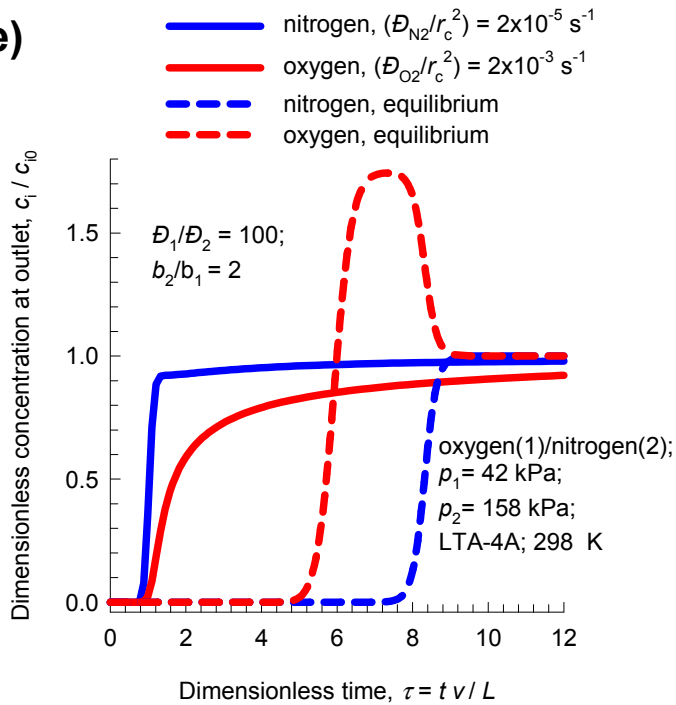 e)
nitrogen, (Đ_N2/r_c^2) = 2x10^-5 s^-1
oxygen, (Đ_O2/r_c^2) = 2x10^-3 s^-1
nitrogen, equilibrium
oxygen, equilibrium
Dimensionless concentration at outlet, c_i / c_i0
1.5
1.0
0.5
0.0
Đ_1/Đ_2 = 100;
b_2/b_1 = 2
oxygen(1)/nitrogen(2);
p_1= 42 kPa;
p_2= 158 kPa;
LTA-4A; 298 K
0 2 4 6 8 10 12
Dimensionless time, τ = t v / L